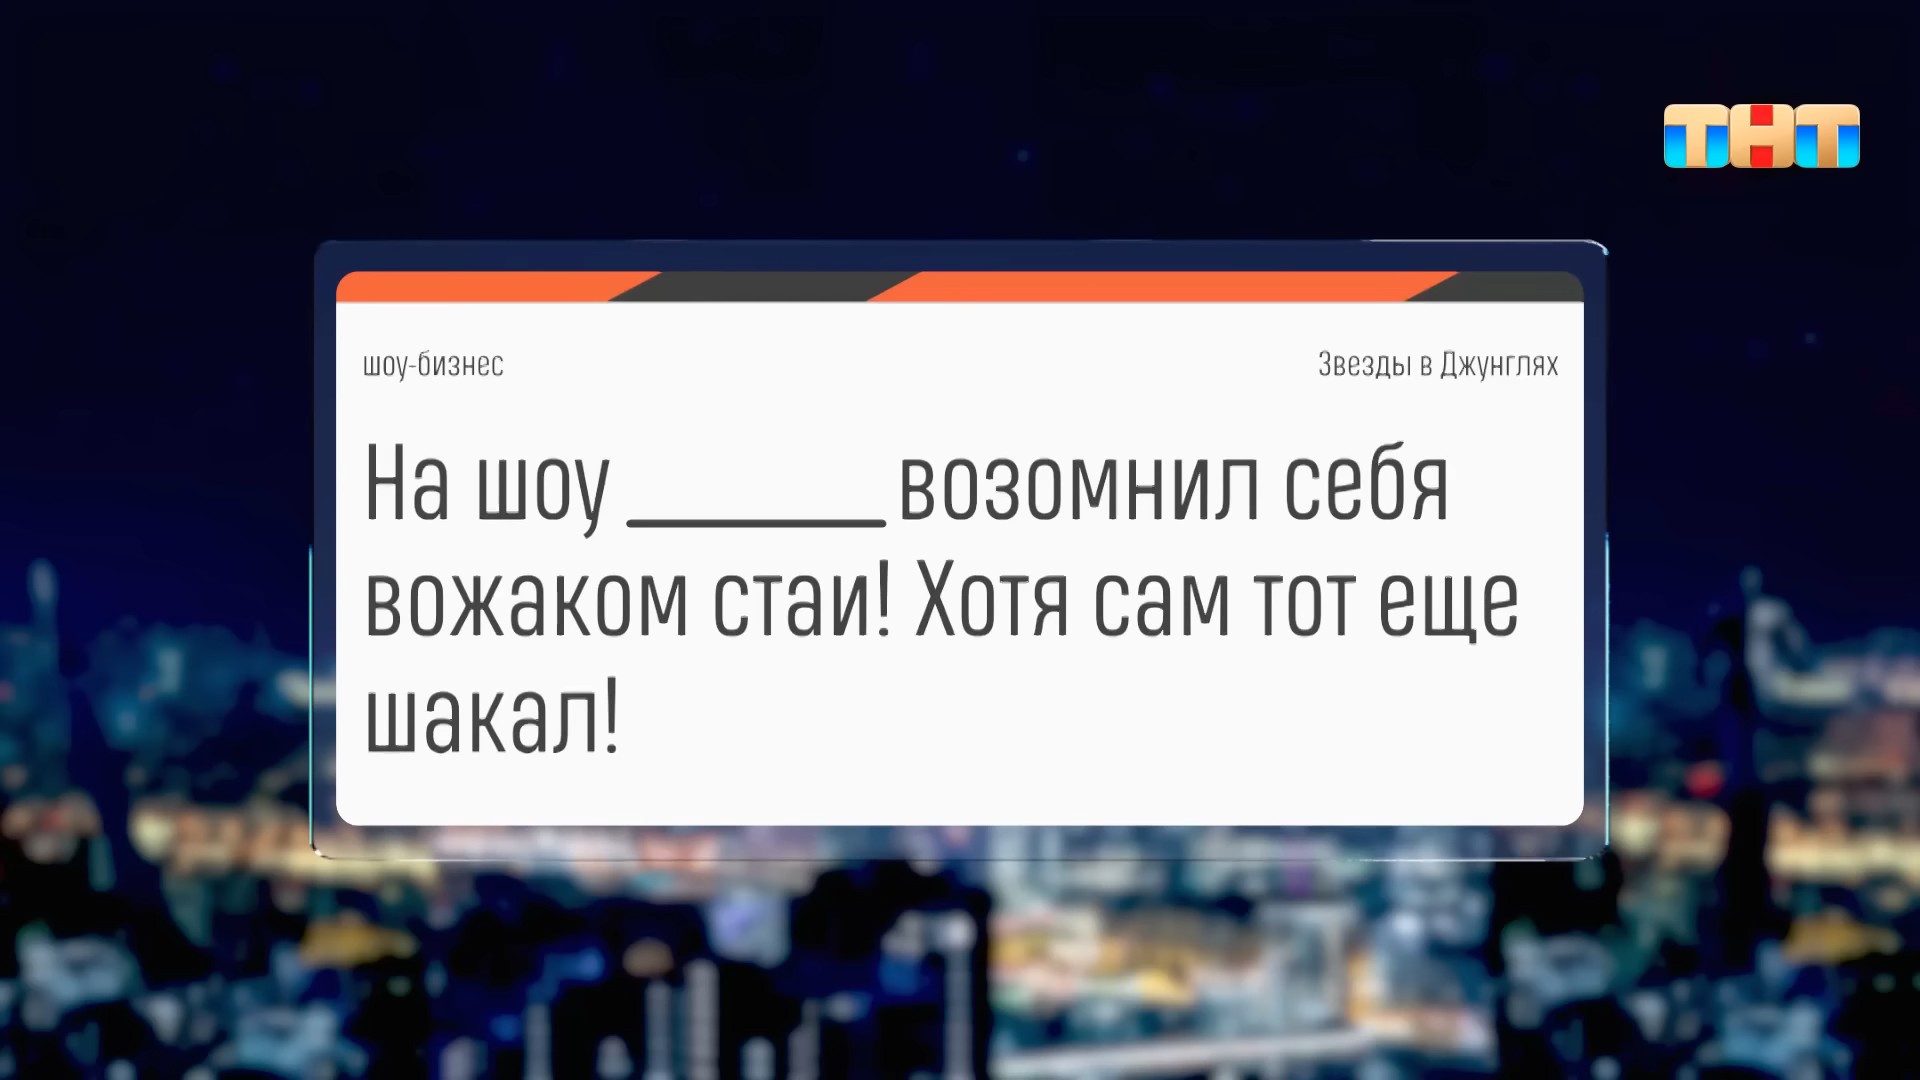 ТНТ
шоу-бизнес
Звезды в Джунглях
На шоу ______ возомнил себя
вожаком стаи! Хотя сам тот еще
шакал!